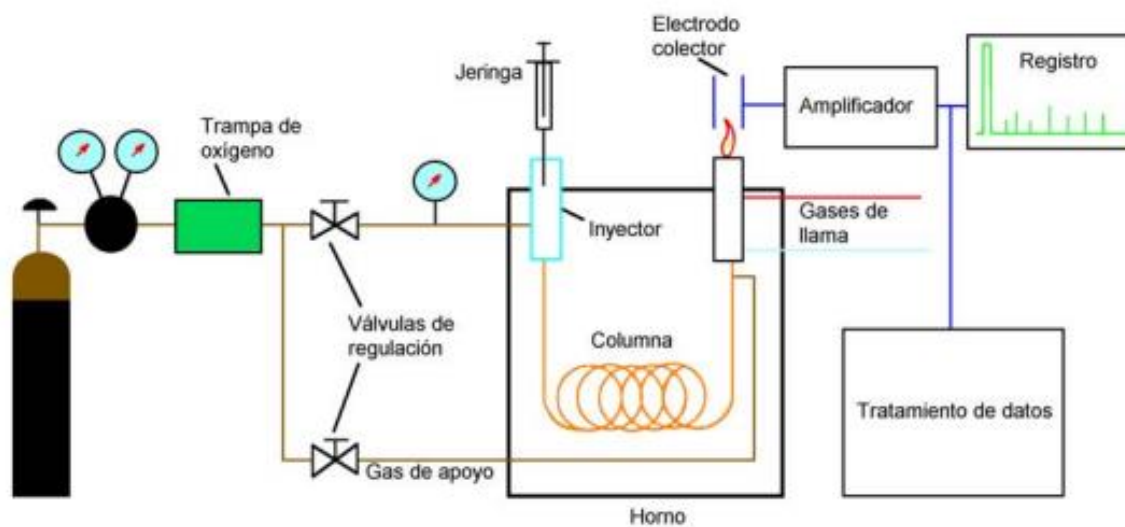 Electrodo
colector
Jeringa
Registro
Amplificador
Trampa de
oxígeno
Inyector
Gases de
llama
Válvulas de
regulación
Columna
Tratamiento de datos
Gas de apoyo
Horno